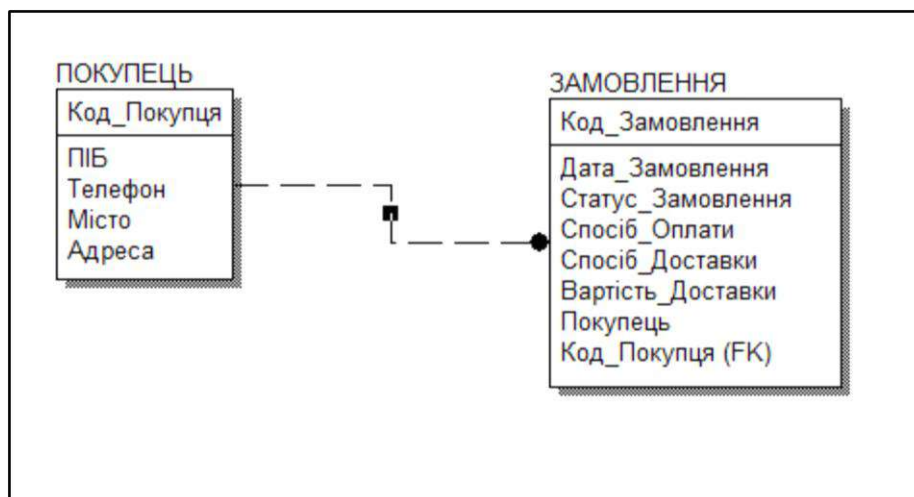 ПОКУПЕЦЬ
Код_Покупця
ПІБ
Телефон
Місто
Адреса
ЗАМОВЛЕННЯ
Код_Замовлення
Дата_Замовлення
Статус_Замовлення
Спосіб_Оплати
Спосіб_Доставки
Вартість_Доставки
Покупець
Код_Покупця (FK)